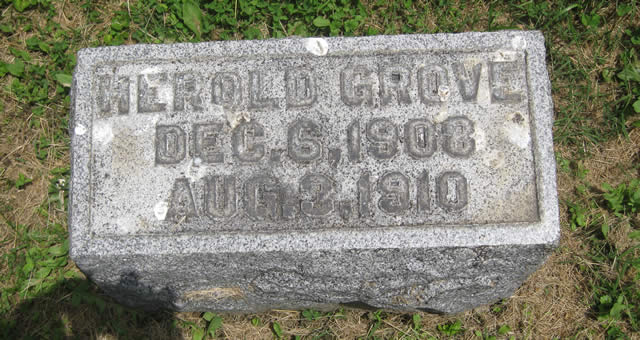 HEROLD GROVE
DEC. 6, 1908
AUG. 3, 1910